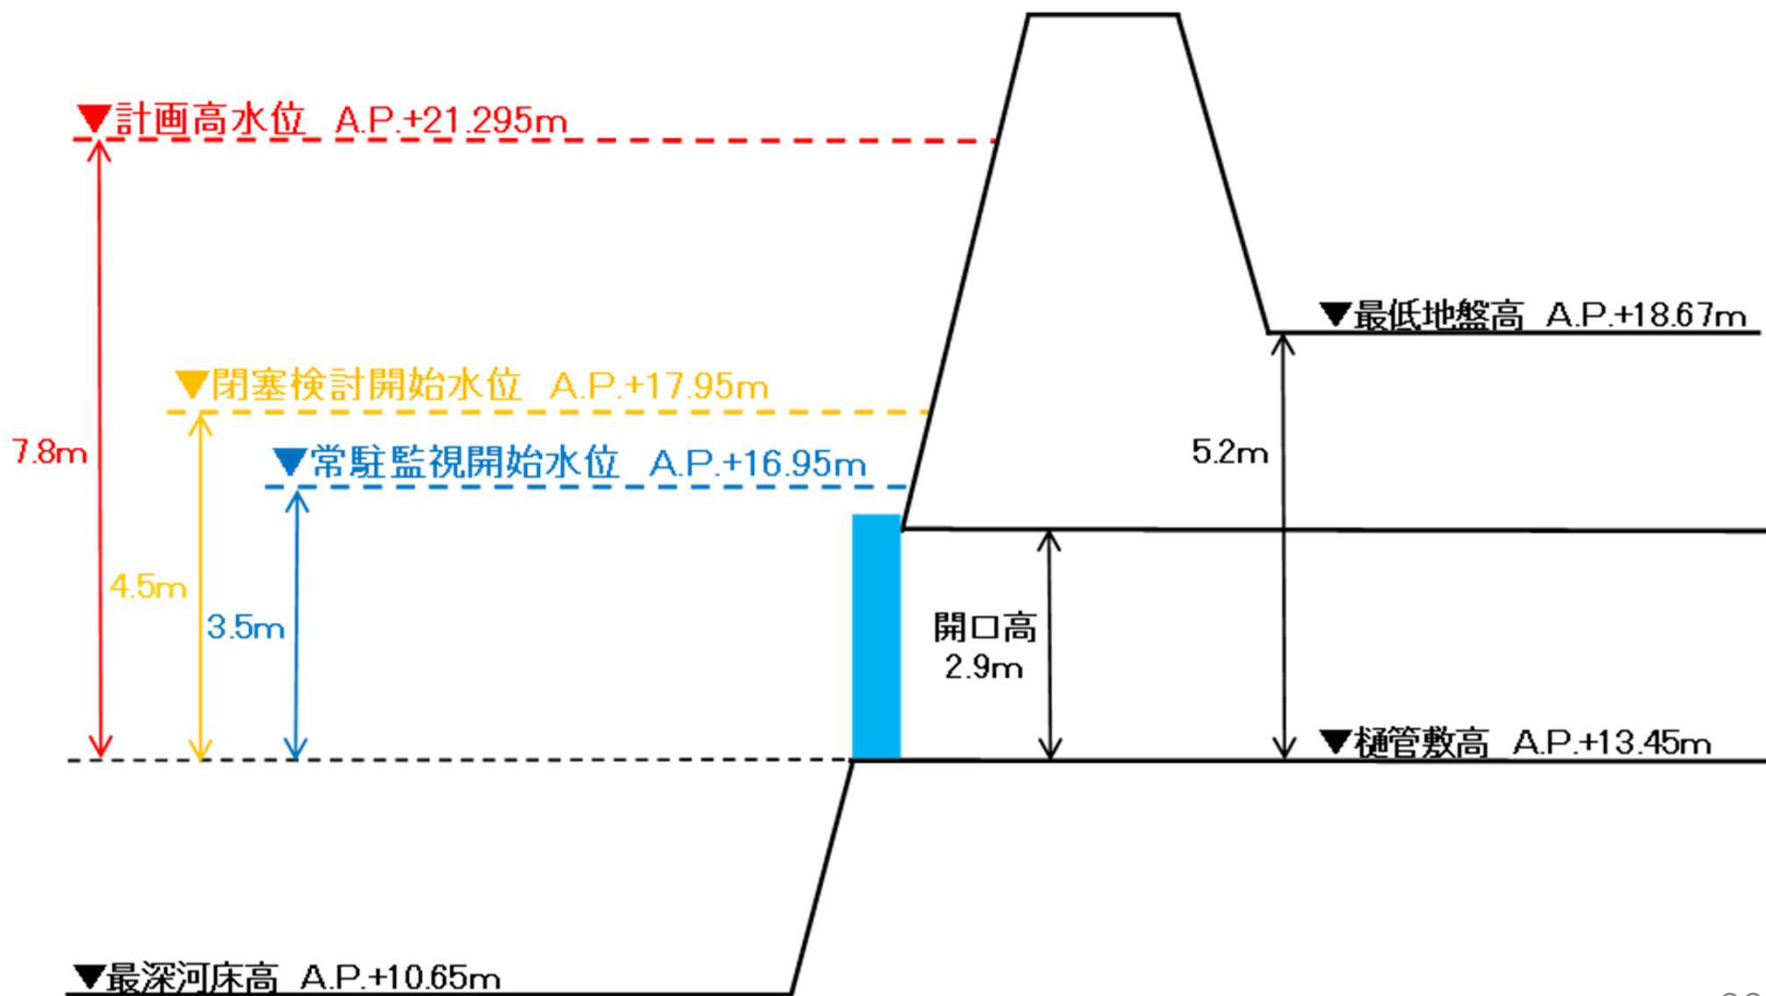 ▼計画高水位 A.P.+21.295m
▼最低地盤高 A.P.+18.67m
▼閉塞検討開始水位 A.P.+17.95m
7.8m
5.2m
▼常駐監視開始水位 A.P.+16.95m
4.5m
3.5m
開口高
2.9m
▼樋管敷高 A.P.+13.45m
▼最深河床高 A.P.+10.65m